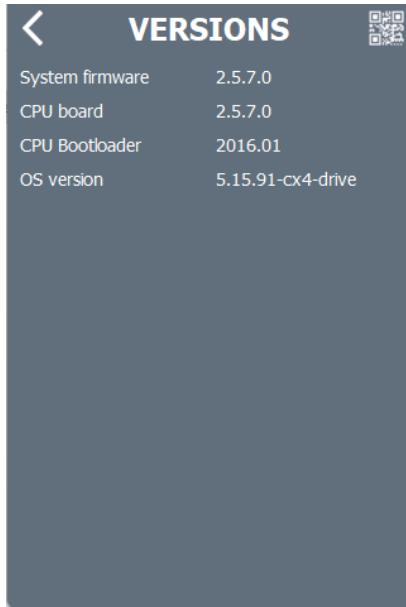 VERSIONS
System firmware 2.5.7.0
CPU board 2.5.7.0
CPU Bootloader 2016.01
OS version 5.15.91-cx4-drive